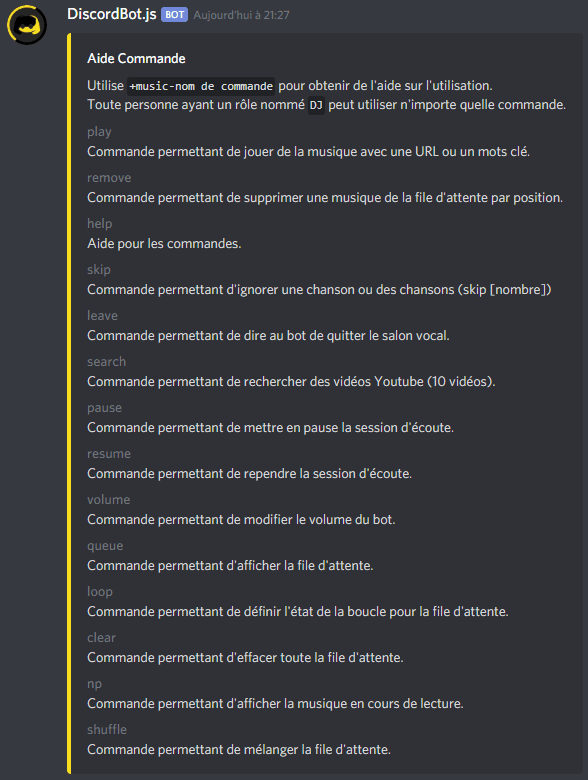 DiscordBot.js BOT Aujourd'hui à 21:27
Aide Commande
Utilise +music-nom de commande pour obtenir de l'aide sur l'utilisation.
Toute personne ayant un rôle nommé DJ peut utiliser n'importe quelle commande.
play
Commande permettant de jouer de la musique avec une URL ou un mots clé.
remove
Commande permettant de supprimer une musique de la file d'attente par position.
help
Aide pour les commandes.
skip
Commande permettant d'ignorer une chanson ou des chansons (skip [nombre])
leave
Commande permettant de dire au bot de quitter le salon vocal.
search
Commande permettant de rechercher des vidéos Youtube (10 vidéos).
pause
Commande permettant de mettre en pause la session d'écoute.
resume
Commande permettant de rependre la session d'écoute.
volume
Commande permettant de modifier le volume du bot.
queue
Commande permettant d'afficher la file d'attente.
loop
Commande permettant de définir l'état de la boucle pour la file d'attente.
clear
Commande permettant d'effacer toute la file d'attente.
np
Commande permettant d'afficher la musique en cours de lecture.
shuffle
Commande permettant de mélanger la file d'attente.